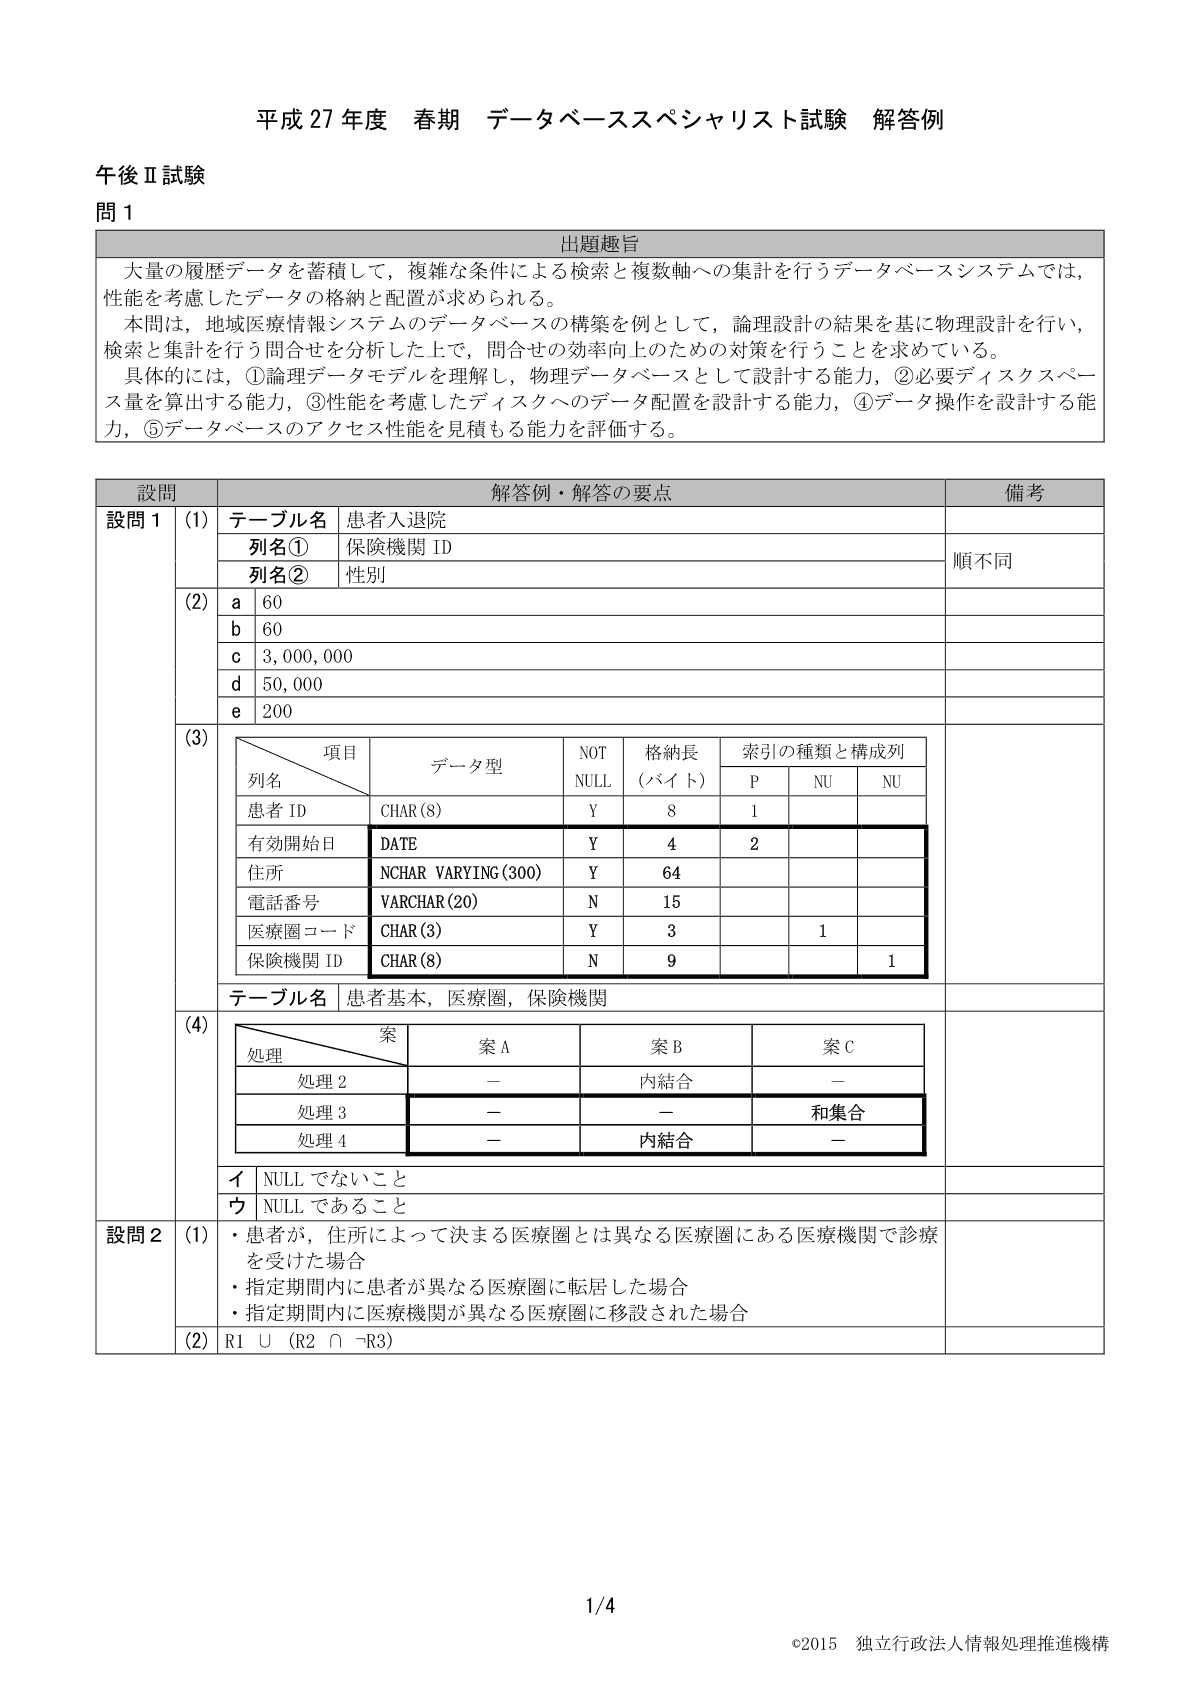 平成27年度　春期　データベーススペシャリスト試験　解答例
午後Ⅱ試験
問1
出題趣旨
大量の履歴データを蓄積して，複雑な条件による検索と複数軸への集計を行うデータベースシステムでは，
性能を考慮したデータの格納と配置が求められる。
本問は，地域医療情報システムのデータベースの構築を例として，論理設計の結果を基に物理設計を行い，
検索と集計を行う問合せを分析した上で，問合せの効率向上のための対策を行うことを求めている。
具体的には，①論理データモデルを理解し，物理データベースとして設計する能力，②必要ディスクスペー
ス量を算出する能力，③性能を考慮したディスクへのデータ配置を設計する能力，④データ操作を設計する能
力，⑤データベースのアクセス性能を見積もる能力を評価する。
設問 解答例・解答の要点 備考
設問1 (1) テーブル名 患者入退院
列名① 保険機関ID
順不同
列名② 性別
(2) a 60
b 60
c 3,000,000
d 50,000
e 200
(3) 項目 データ型 NOT 格納長 索引の種類と構成列
列名 NULL （バイト） P NU NU
患者ID CHAR(8) Y 8 1
有効開始日 DATE Y 4 2
住所 NCHAR VARYING(300) Y 64
電話番号 VARCHAR(20) N 15
医療圏コード CHAR(3) Y 3 1
保険機関ID CHAR(8) N 9 1
テーブル名 患者基本，医療圏，保険機関
(4) 案 案A 案B 案C
処理
処理2 － 内結合 －
処理3 － － 和集合
処理4 － 内結合 －
イ NULLでないこと
ウ NULLであること
設問2 (1) ・患者が，住所によって決まる医療圏とは異なる医療圏にある医療機関で診療
を受けた場合
・指定期間内に患者が異なる医療圏に転居した場合
・指定期間内に医療機関が異なる医療圏に移設された場合
(2) R1 ∪ (R2 ∩ ¬R3)
1/4
©2015　独立行政法人情報処理推進機構